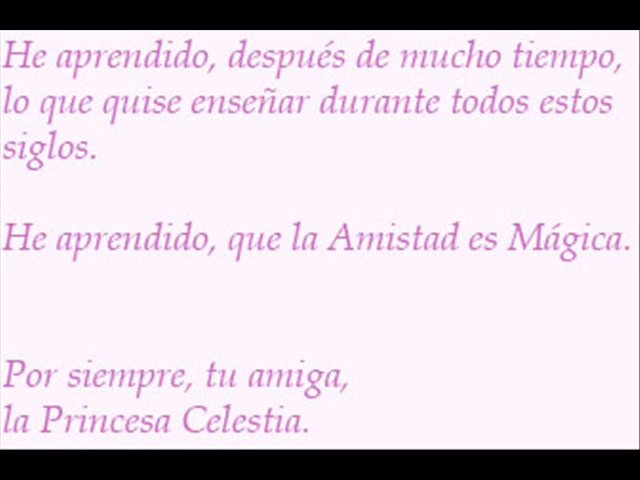 He aprendido, después de mucho tiempo,
lo que quise enseñar durante todos estos
siglos.
He aprendido, que la Amistad es Mágica.
Por siempre, tu amiga,
la Princesa Celestia.